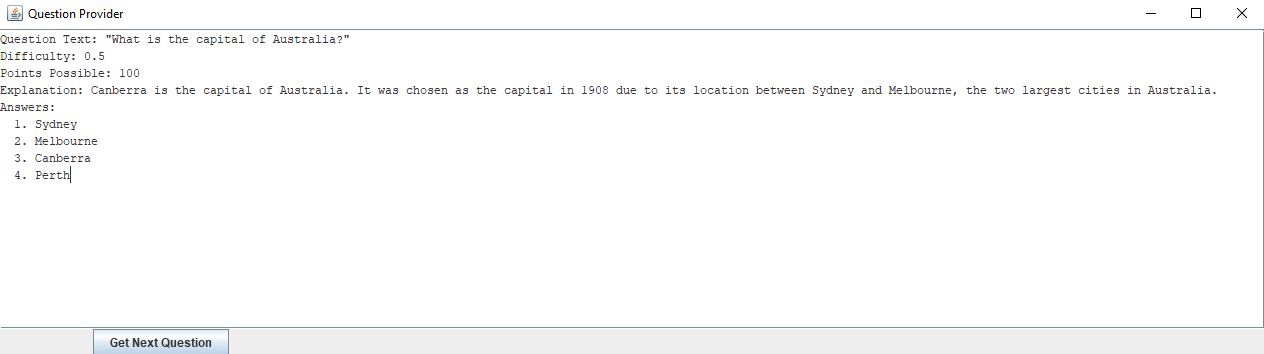 Question Provider
Question Text: "What is the capital of Australia?"
Difficulty: 0.5
Points Possible: 100
Explanation: Canberra is the capital of Australia. It was chosen as the capital in 1908 due to its location between Sydney and Melbourne, the two largest cities in Australia.
Answers:
  1. Sydney
  2. Melbourne
  3. Canberra
  4. Perth
Get Next Question